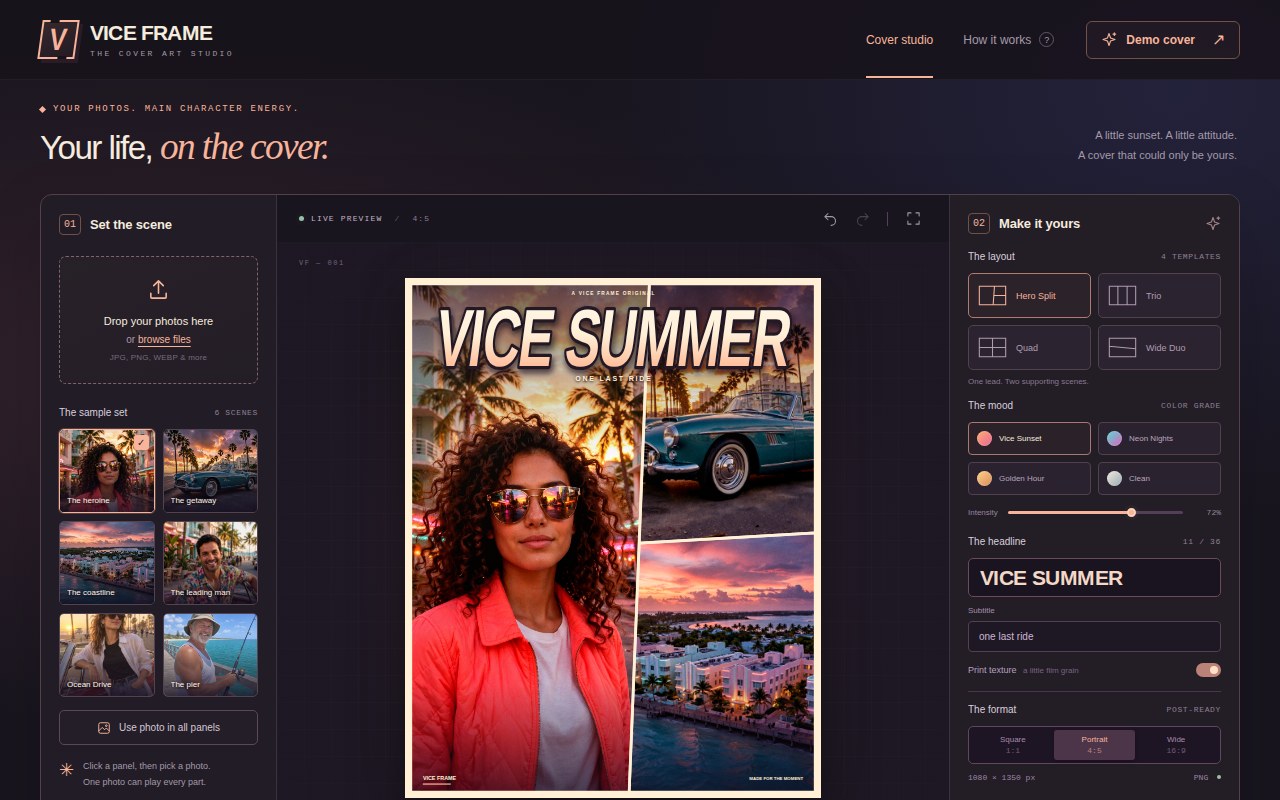 V
VICE FRAME
THE COVER ART STUDIO
Cover studio
How it works ?
Demo cover
YOUR PHOTOS. MAIN CHARACTER ENERGY.
Your life, on the cover.
A little sunset. A little attitude.
A cover that could only be yours.
01 Set the scene
Drop your photos here
or browse files
JPG, PNG, WEBP & more
The sample set
6 SCENES
The heroine
The getaway
The coastline
The leading man
Ocean Drive
The pier
Use photo in all panels
Click a panel, then pick a photo.
One photo can play every part.
LIVE PREVIEW / 4:5
VF — 001
A VICE FRAME ORIGINAL
VICE SUMMER
ONE LAST RIDE
VICE FRAME
MADE FOR THE MOMENT
02 Make it yours
The layout
4 TEMPLATES
Hero Split
Trio
Quad
Wide Duo
One lead. Two supporting scenes.
The mood
COLOR GRADE
Vice Sunset
Neon Nights
Golden Hour
Clean
Intensity
72%
The headline
11 / 36
VICE SUMMER
Subtitle
one last ride
Print texture a little film grain
The format
POST-READY
Square
1:1
Portrait
4:5
Wide
16:9
1080 × 1350 px
PNG